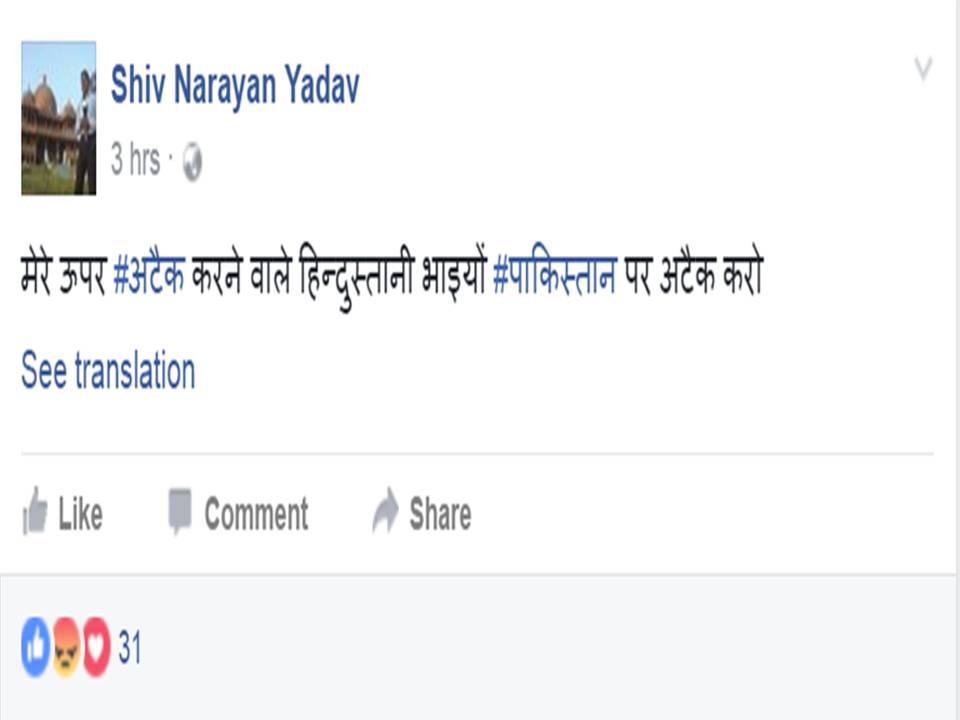 Shiv Narayan Yadav
3 hrs ·
मेरे ऊपर #अटैक करने वाले हिन्दुस्तानी भाइयों #पाकिस्तान पर अटैक करो
See translation
Like Comment Share
31